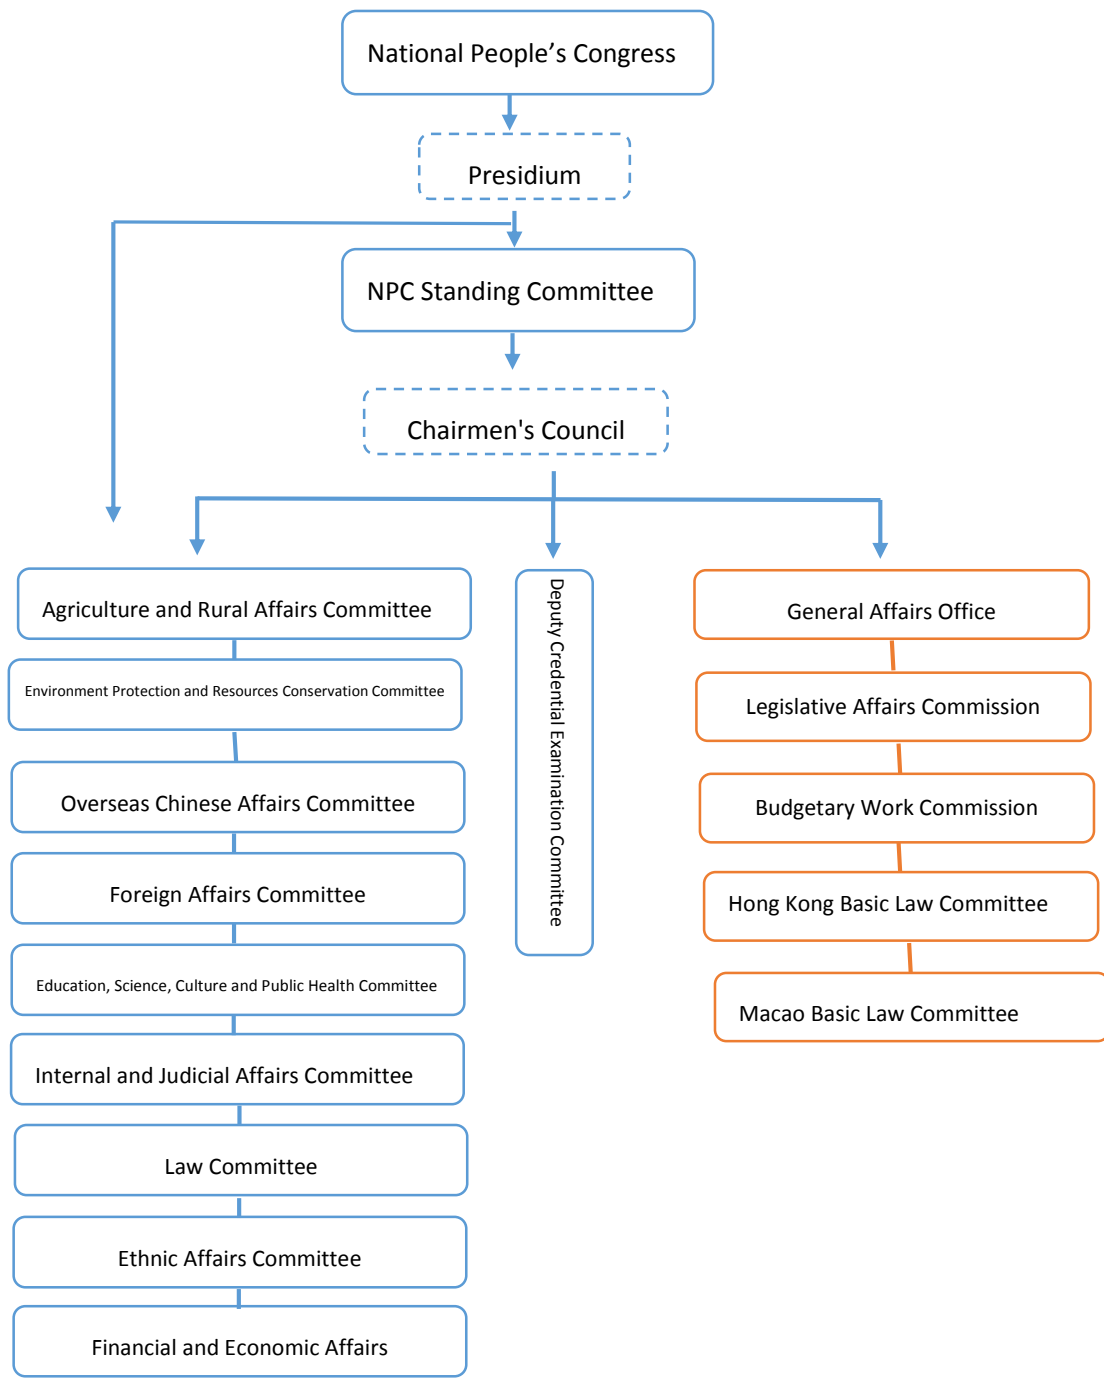 National People’s Congress
Presidium
NPC Standing Committee
Chairmen's Council
Agriculture and Rural Affairs Committee
Environment Protection and Resources Conservation Committee
Overseas Chinese Affairs Committee
Foreign Affairs Committee
Education, Science, Culture and Public Health Committee
Internal and Judicial Affairs Committee
Law Committee
Ethnic Affairs Committee
Financial and Economic Affairs
Deputy Credential Examination Committee
General Affairs Office
Legislative Affairs Commission
Budgetary Work Commission
Hong Kong Basic Law Committee
Macao Basic Law Committee